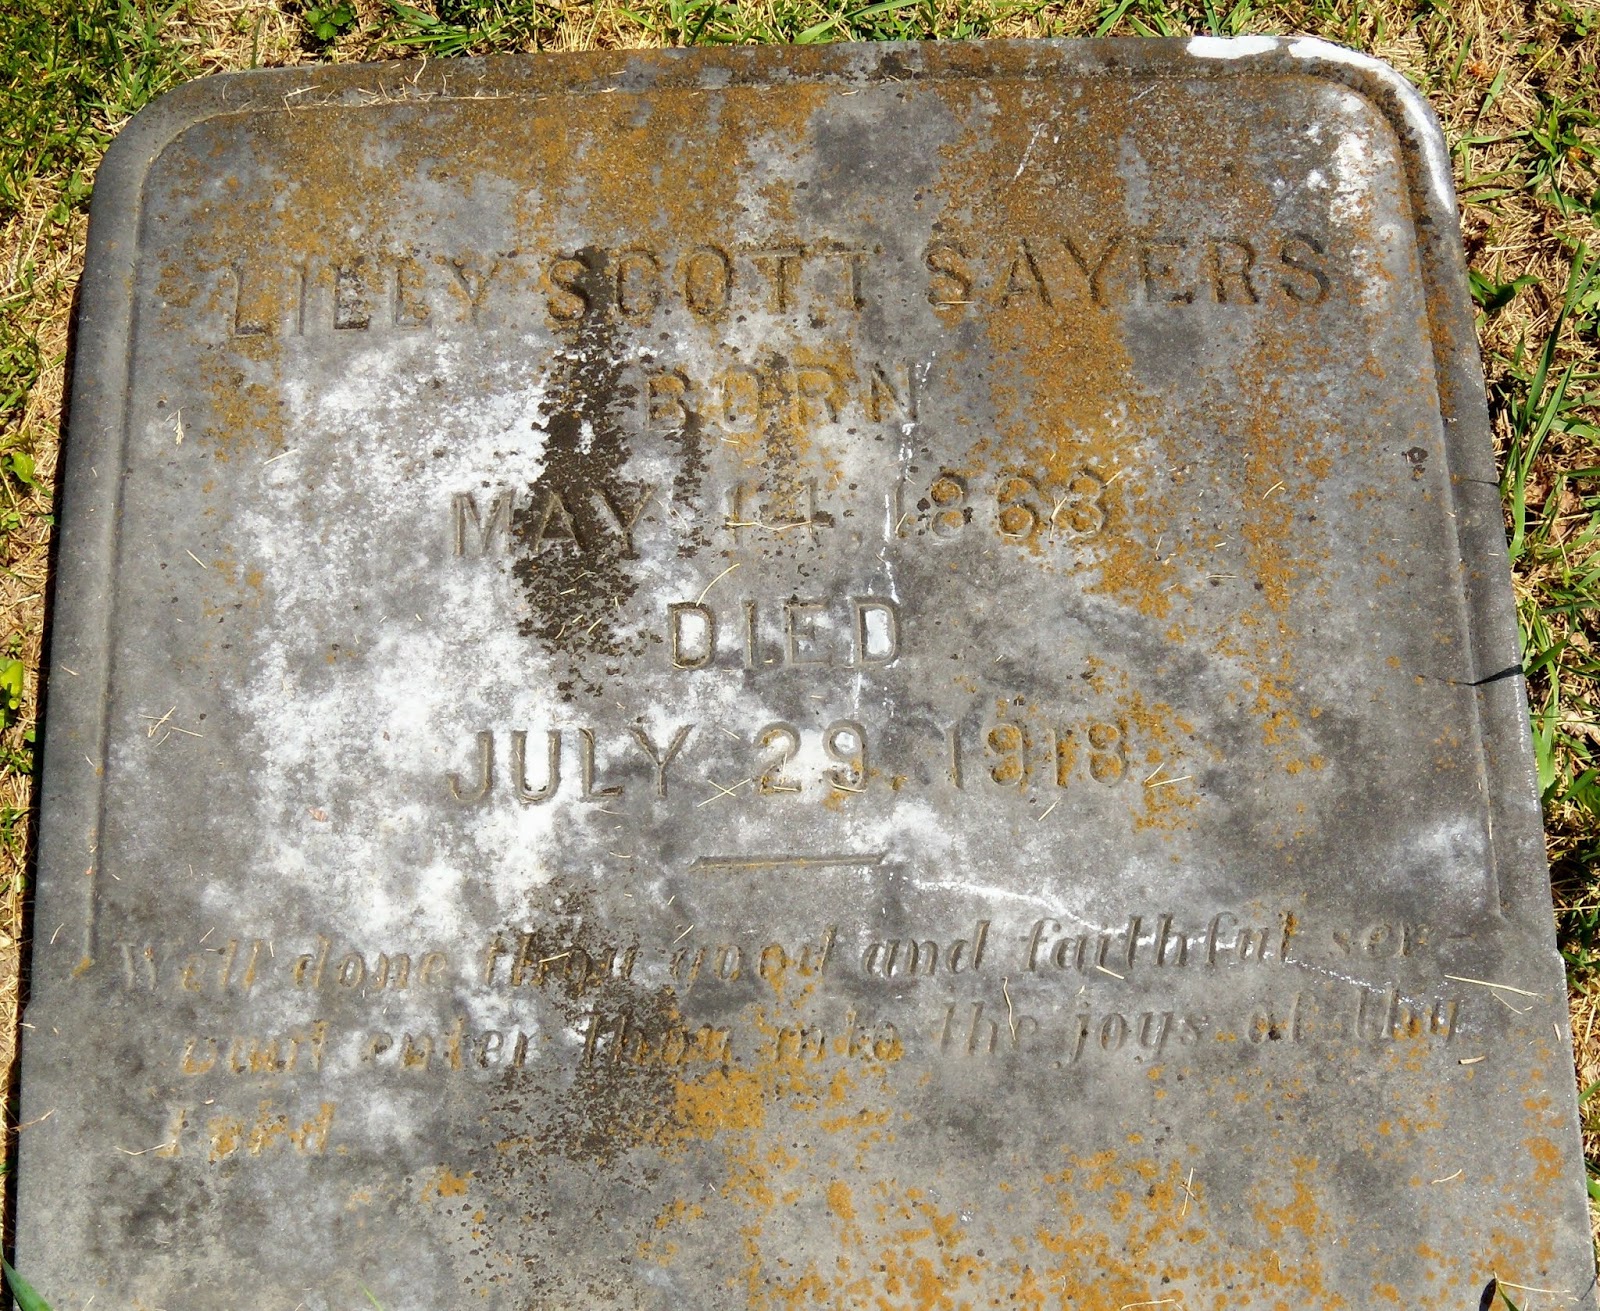 LILLY SCOTT SAYERS
BORN
MAY 14, 1863
DIED
JULY 29, 1918
Well done thou good and faithful ser-
vant enter thou into the joys of thy
Lord.